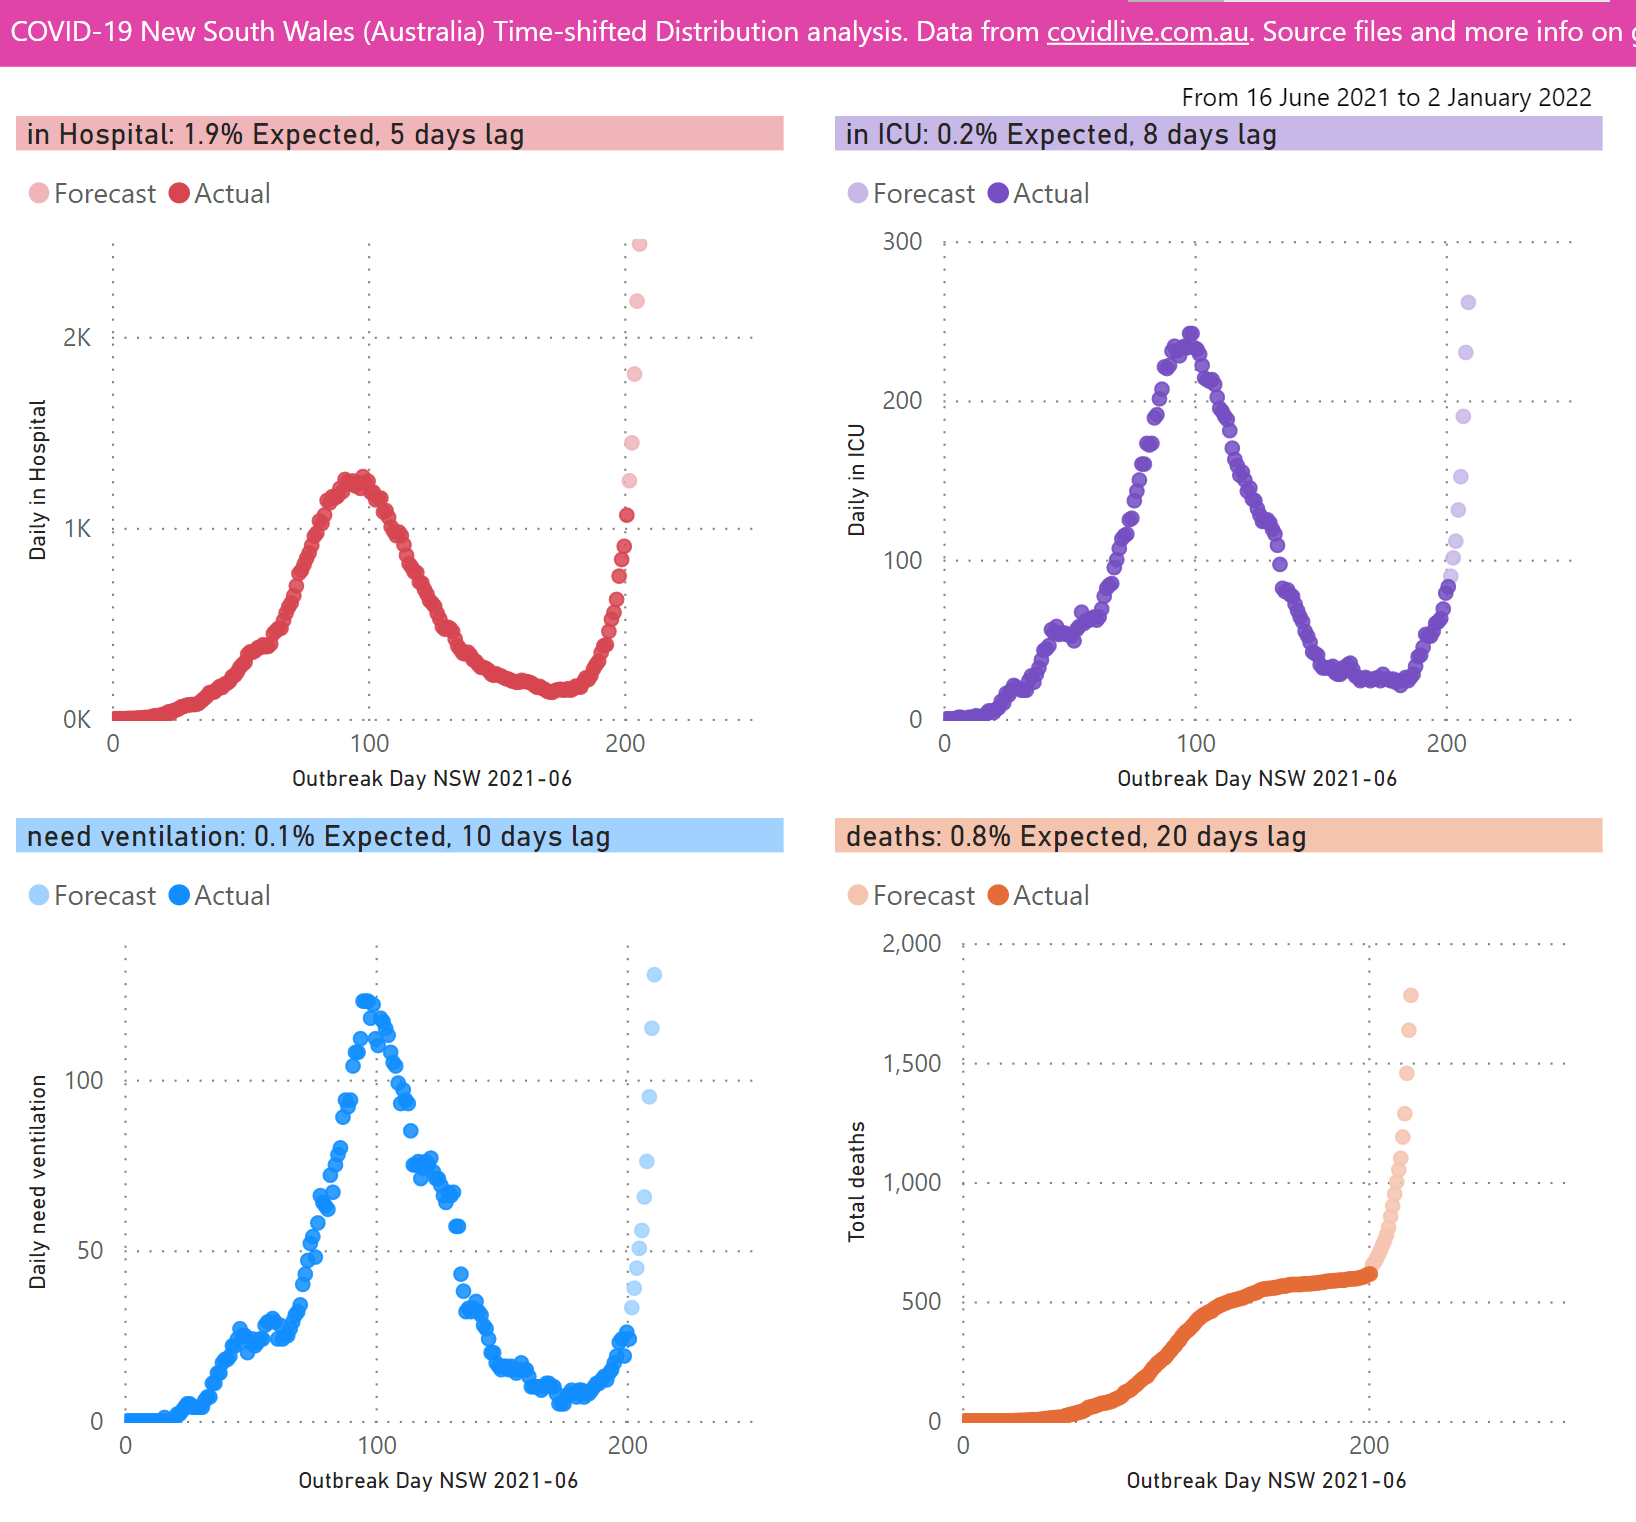 COVID-19 New South Wales (Australia) Time-shifted Distribution analysis. Data from covidlive.com.au. Source files and more info on
From 16 June 2021 to 2 January 2022
in Hospital: 1.9% Expected, 5 days lag
Forecast Actual
2K
1K
0K
Daily in Hospital
0 100 200
Outbreak Day NSW 2021-06
in ICU: 0.2% Expected, 8 days lag
Forecast Actual
300
200
100
0
Daily in ICU
0 100 200
Outbreak Day NSW 2021-06
need ventilation: 0.1% Expected, 10 days lag
Forecast Actual
100
50
0
Daily need ventilation
0 100 200
Outbreak Day NSW 2021-06
deaths: 0.8% Expected, 20 days lag
Forecast Actual
2,000
1,500
1,000
500
0
Total deaths
0 200
Outbreak Day NSW 2021-06